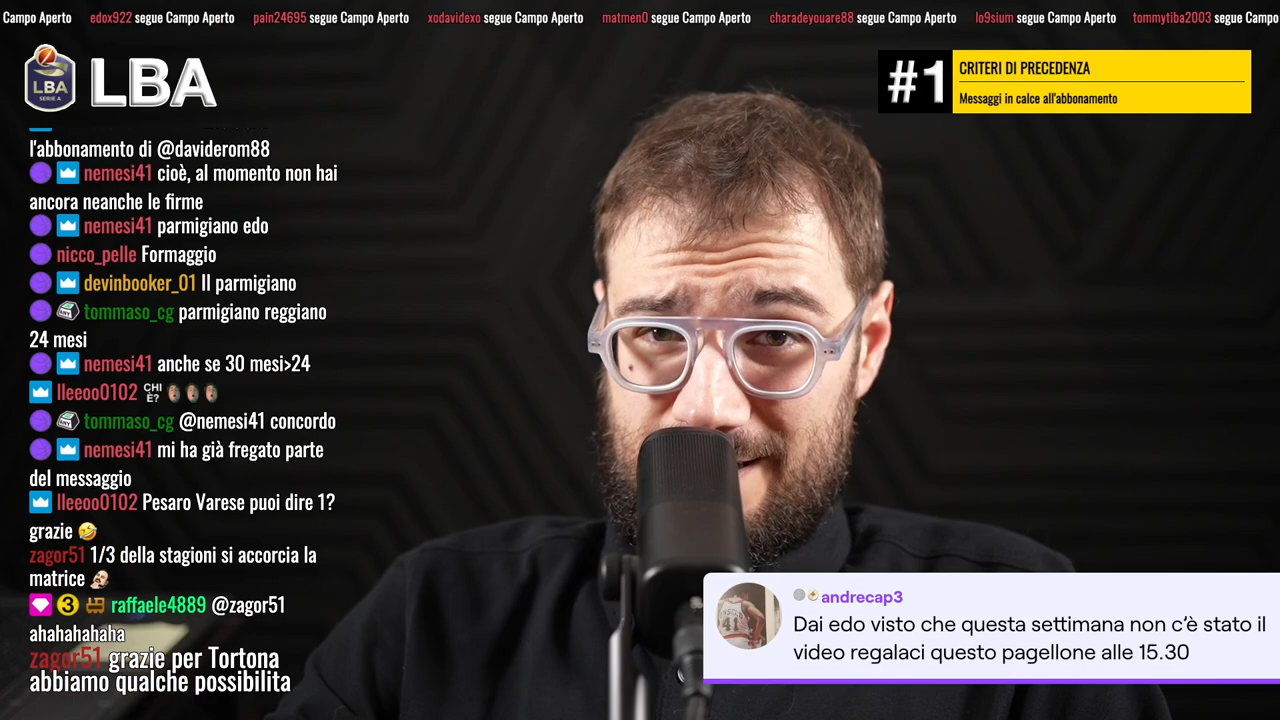 Campo Aperto edox922 segue Campo Aperto pain24695 segue Campo Aperto xodavidexo segue Campo Aperto matmen0 segue Campo Aperto charadeyouare88 segue Campo Aperto lo9sium segue Campo Aperto tommytiba2003 segue Campo
LBA
SERIE A
LBA
#1
CRITERI DI PRECEDENZA
Messaggi in calce all'abbonamento
l'abbonamento di @daviderom88
nemesi41 cioè, al momento non hai
ancora neanche le firme
nemesi41 parmigiano edo
nicco_pelle Formaggio
devinbooker_01 Il parmigiano
tommaso_cg parmigiano reggiano
24 mesi
nemesi41 anche se 30 mesi>24
lleeoo0102 CHI È?
tommaso_cg @nemesi41 concordo
nemesi41 mi ha già fregato parte
del messaggio
lleeoo0102 Pesaro Varese puoi dire 1?
grazie 🤣
zagor51 1/3 della stagioni si accorcia la
matrice
3 raffaele4889 @zagor51
ahahahahaha
zagor51 grazie per Tortona
abbiamo qualche possibilita
41
andrecap3
Dai edo visto che questa settimana non c'è stato il
video regalaci questo pagellone alle 15.30